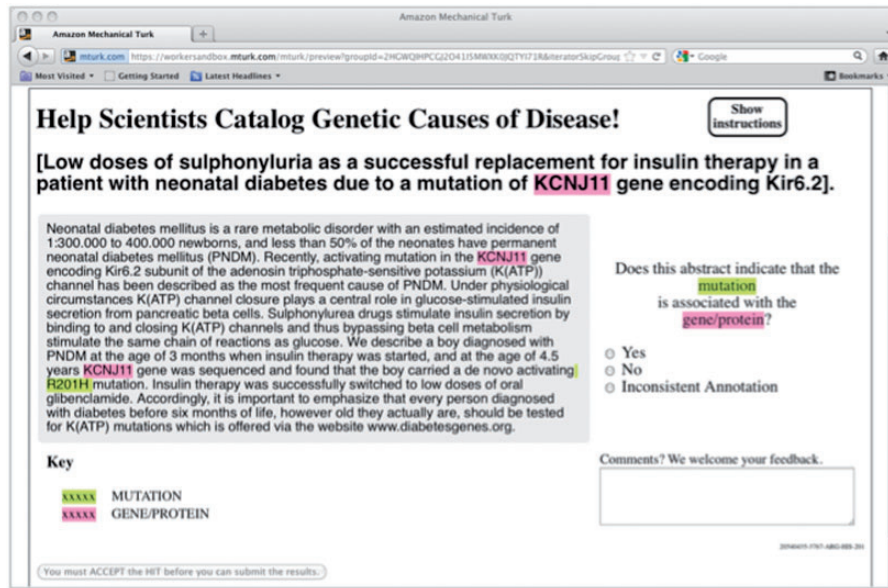 Amazon Mechanical Turk
Amazon Mechanical Turk
+
mturk.com https://workersandbox.mturk.com/mturk/preview?
Google
Most Visited
Getting Started
Latest Headlines
Bookmarks
Help Scientists Catalog Genetic Causes of Disease!
Show
instructions
[Low doses of sulphonyluria as a successful replacement for insulin therapy in a
patient with neonatal diabetes due to a mutation of KCNJ11 gene encoding Kir6.2].
Neonatal diabetes mellitus is a rare metabolic disorder with an estimated incidence of
1:300.000 to 400.000 newborns, and less than 50% of the neonates have permanent
neonatal diabetes mellitus (PNDM). Recently, activating mutation in the KCNJ11 gene
encoding Kir6.2 subunit of the adenosin triphosphate-sensitive potassium (K(ATP))
channel has been described as the most frequent cause of PNDM. Under physiological
circumstances K(ATP) channel closure plays a central role in glucose-stimulated insulin
secretion from pancreatic beta cells. Sulphonylurea drugs stimulate insulin secretion by
binding to and closing K(ATP) channels and thus bypassing beta cell metabolism
stimulate the same chain of reactions as glucose. We describe a boy diagnosed with
PNDM at the age of 3 months when insulin therapy was started, and at the age of 4.5
years KCNJ11 gene was sequenced and found that the boy carried a de novo activating
R201H mutation. Insulin therapy was successfully switched to low doses of oral
glibenclamide. Accordingly, it is important to emphasize that every person diagnosed
with diabetes before six months of life, however old they actually are, should be tested
for K(ATP) mutations which is offered via the website www.diabetesgenes.org.
Does this abstract indicate that the
mutation
is associated with the
gene/protein?
Yes
No
Inconsistent Annotation
Key
xxxxx MUTATION
xxxxx GENE/PROTEIN
Comments? We welcome your feedback.
You must ACCEPT the HIT before you can submit the results.